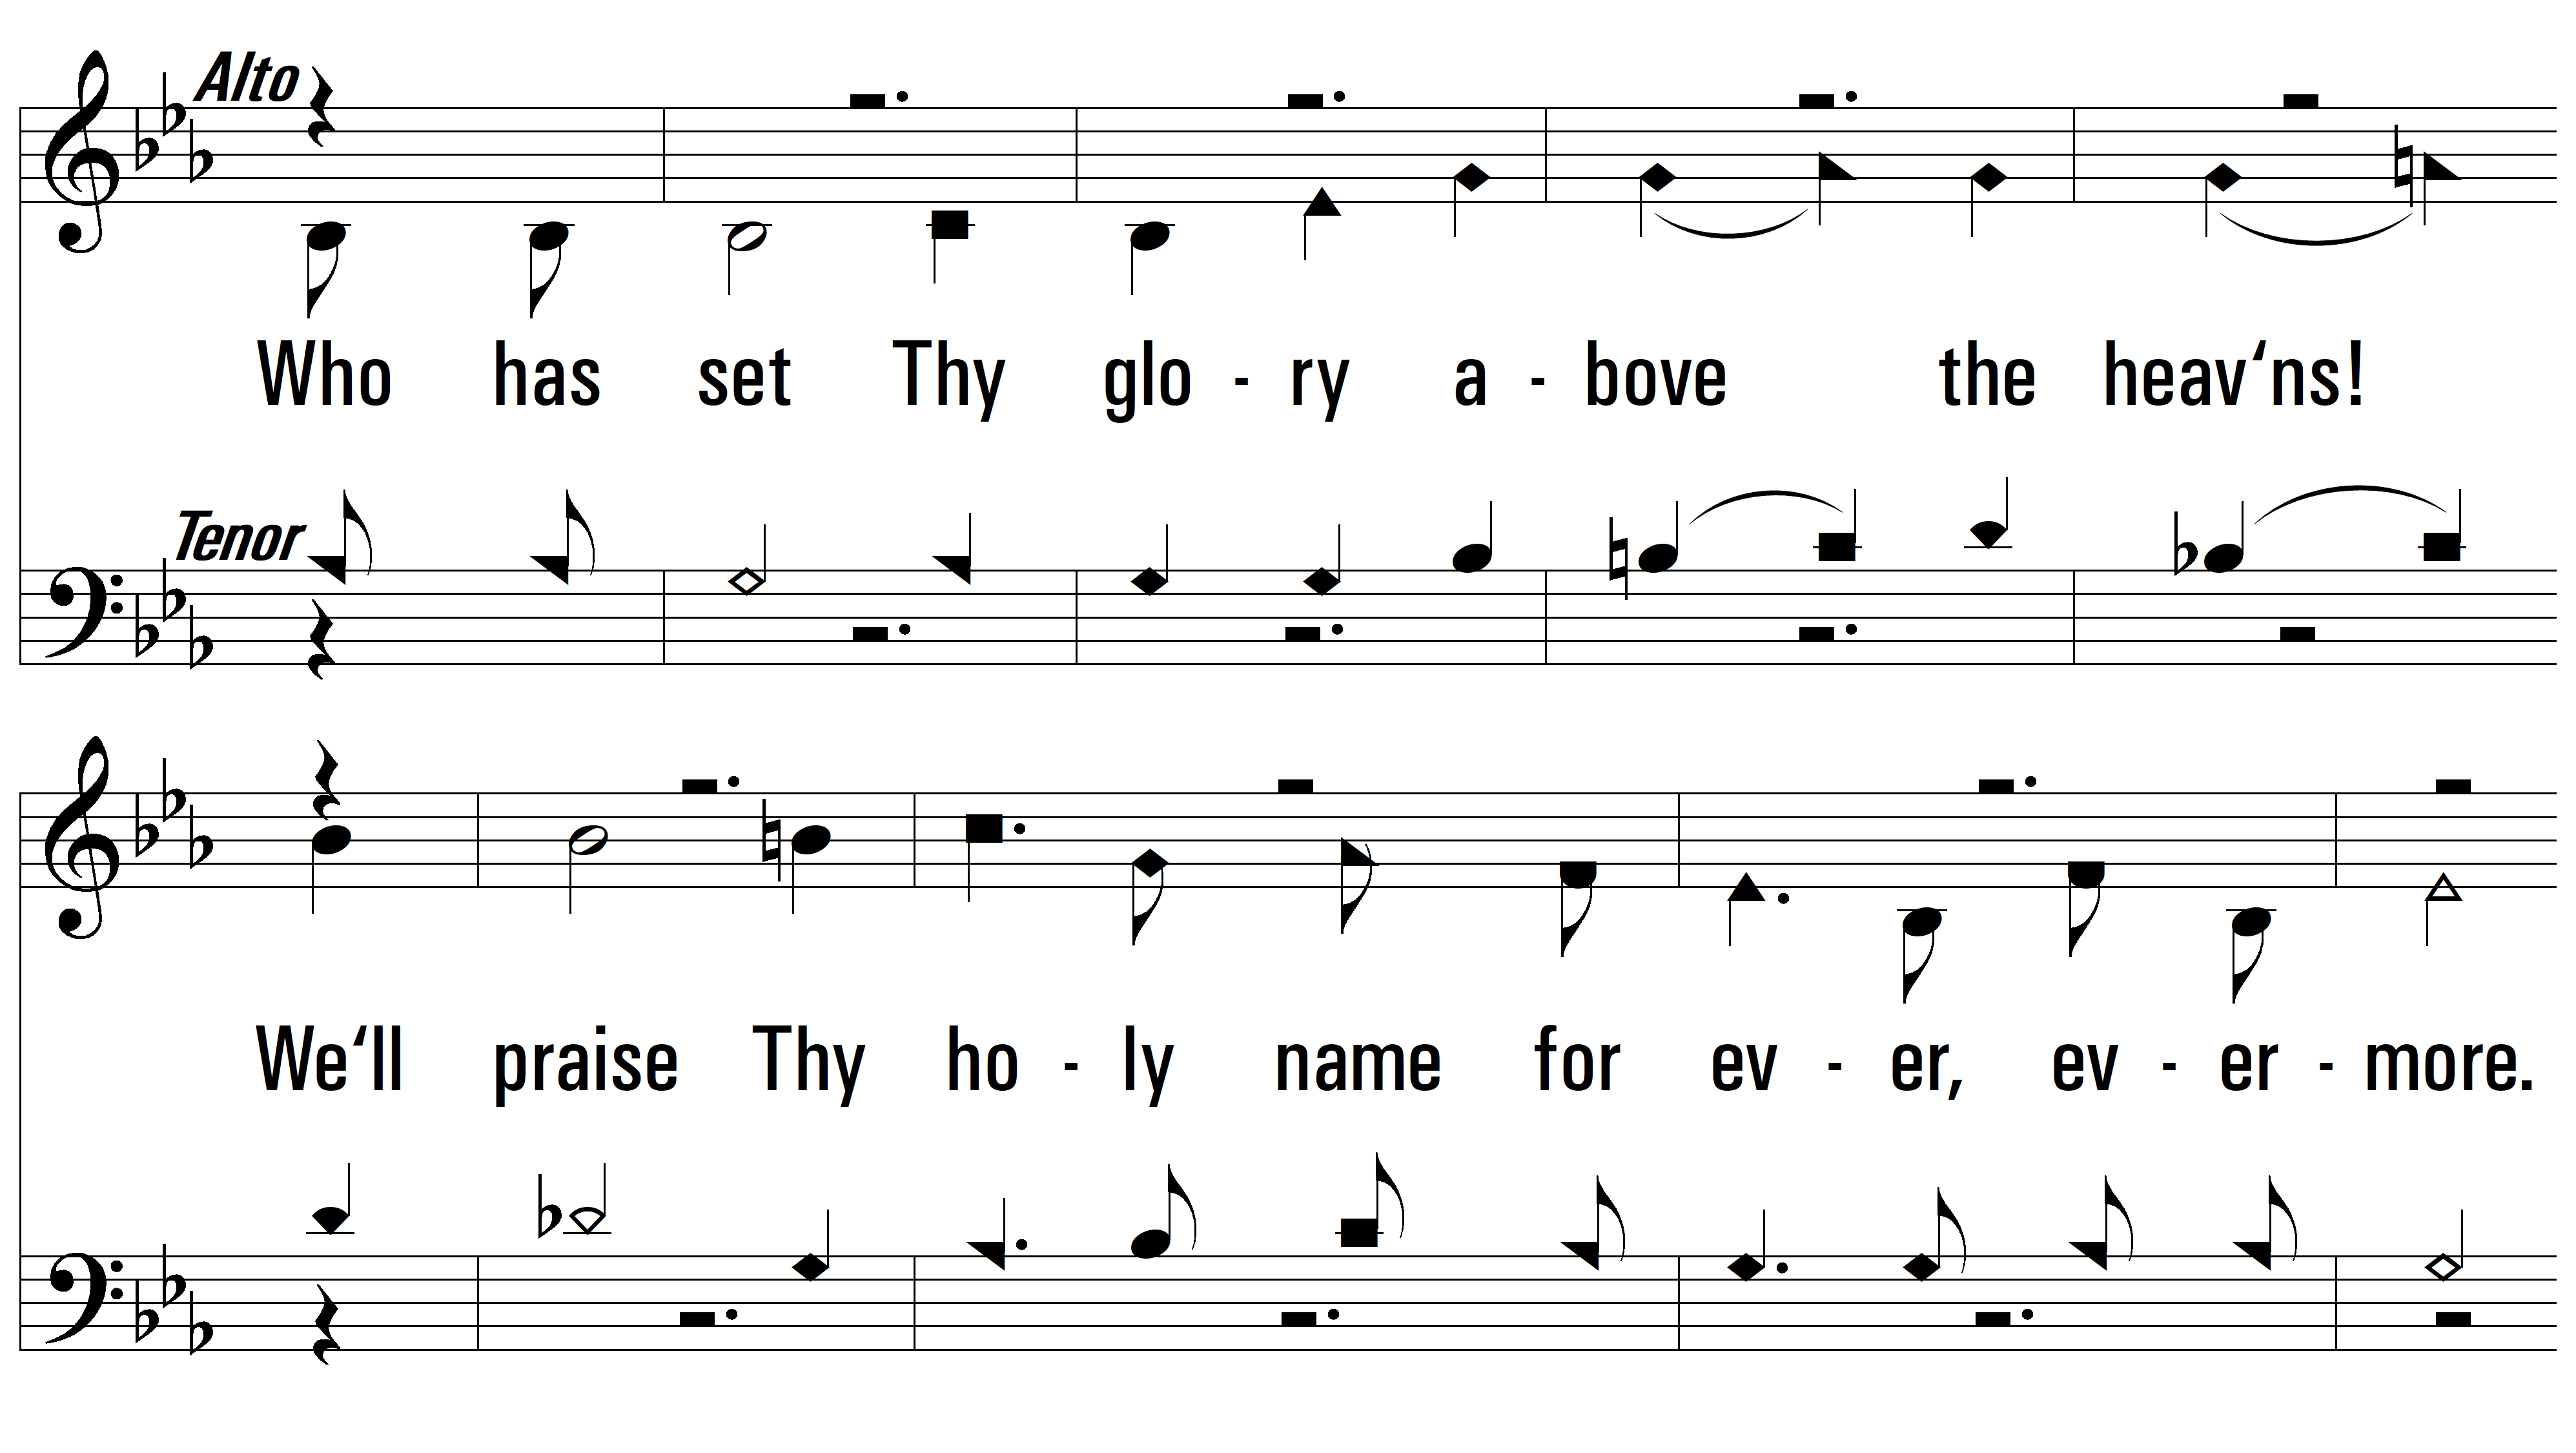 Alto
Who has set Thy glo - ry a - bove the heav‘ns!
Tenor
We‘ll praise Thy ho - ly name for ev - er, ev - er - more.